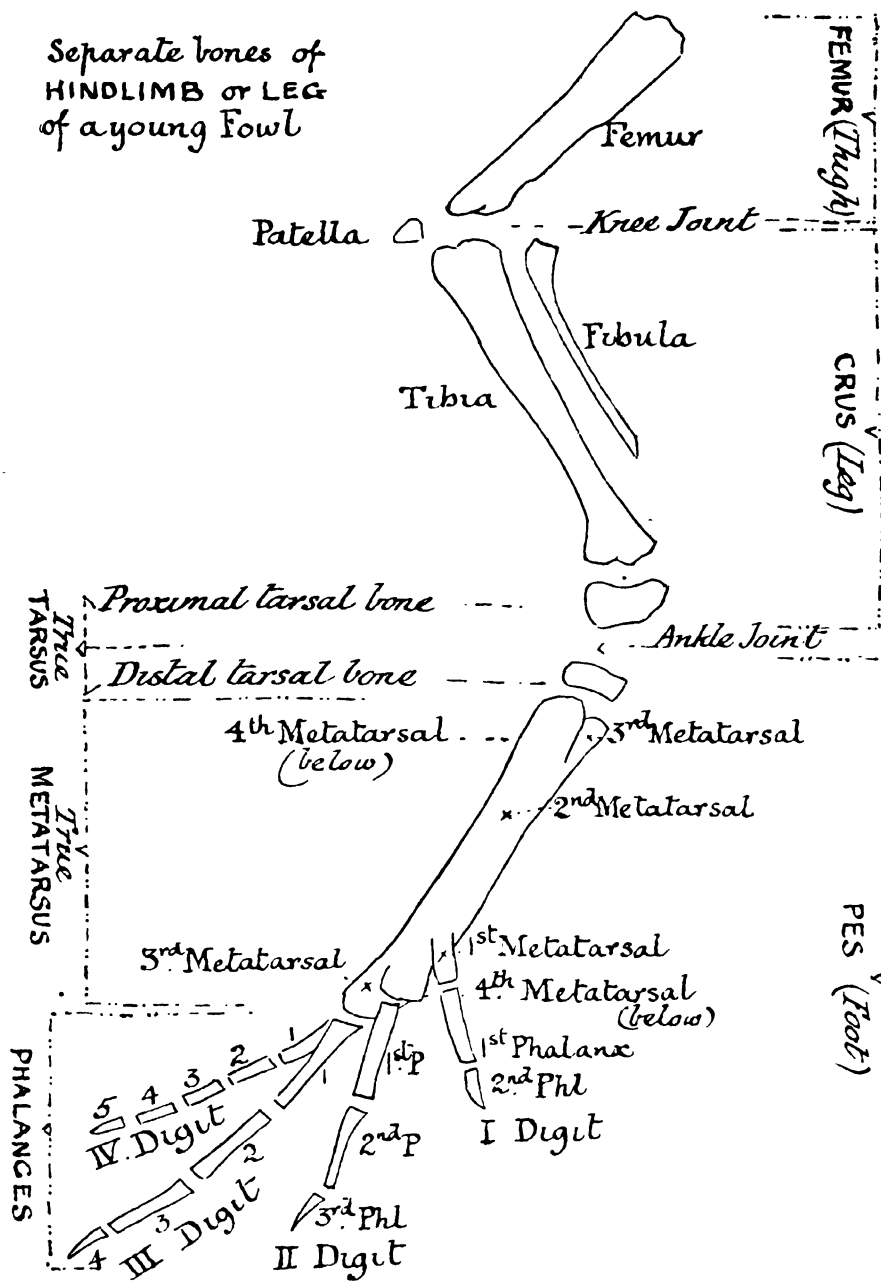 Separate bones of
HINDLIMB or LEG
of a young Fowl
FEMUR (Thigh)
Femur
Patella
Knee Joint
Fibula
Tibia
CRUS (Leg)
Proximal tarsal bone
True
TARSUS
Ankle Joint
Distal tarsal bone
4th Metatarsal
(below)
3rd Metatarsal
2nd Metatarsal
True
METATARSUS
PES (Foot)
3rd Metatarsal
1st Metatarsal
4th Metatarsal
(below)
1st Phalanx
2nd Phl
I Digit
PHALANGES
1
2
3
4
5
IV. Digit
1
2
3
4
III Digit
1st P
2nd P
3rd Phl
II Digit